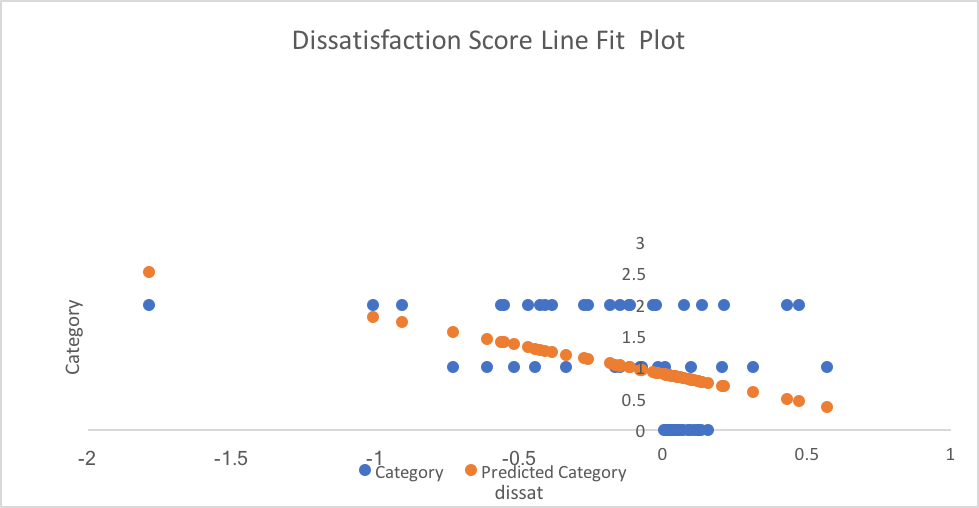 Dissatisfaction Score Line Fit  Plot
3
2.5
2
1.5
1
0.5
0
Category
-2 -1.5 -1 -0.5 0 0.5 1
Category Predicted Category
dissat